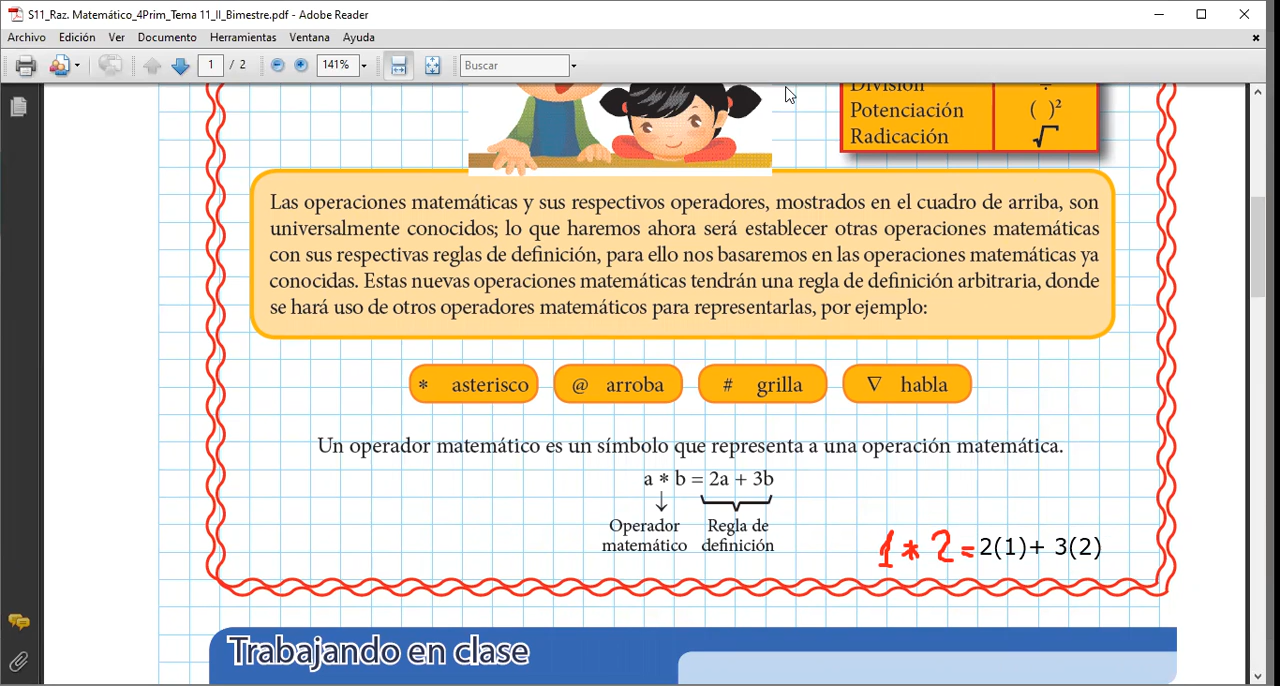 S11_Raz. Matemático_4Prim_Tema 11_II_Bimestre.pdf - Adobe Reader
Archivo Edición Ver Documento Herramientas Ventana Ayuda
1 / 2 141% Buscar
División ÷
Potenciación ( )²
Radicación √
Las operaciones matemáticas y sus respectivos operadores, mostrados en el cuadro de arriba, son
universalmente conocidos; lo que haremos ahora será establecer otras operaciones matemáticas
con sus respectivas reglas de definición, para ello nos basaremos en las operaciones matemáticas ya
conocidas. Estas nuevas operaciones matemáticas tendrán una regla de definición arbitraria, donde
se hará uso de otros operadores matemáticos para representarlas, por ejemplo:
* asterisco @ arroba # grilla ∇ habla
Un operador matemático es un símbolo que representa a una operación matemática.
a * b = 2a + 3b
↓
Operador Regla de
matemático definición
1 * 2 = 2(1)+ 3(2)
Trabajando en clase